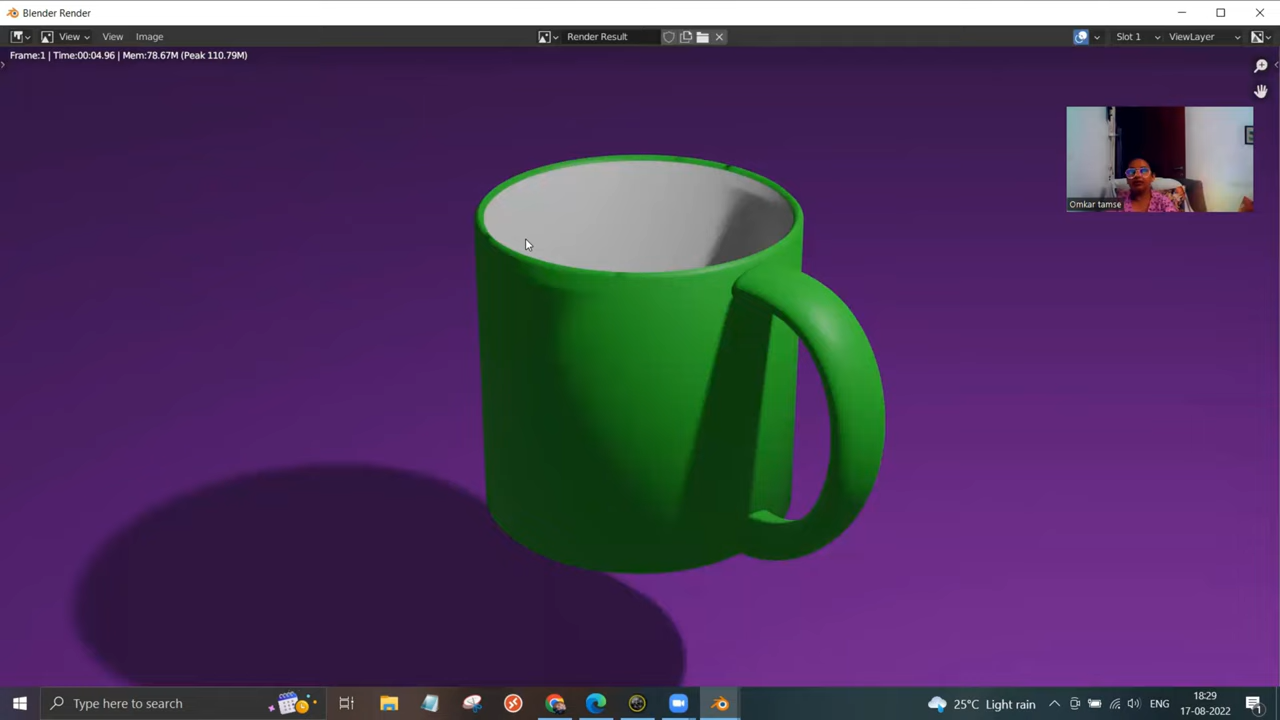 Blender Render
View
View
Image
Render Result
Slot 1
ViewLayer
Frame:1 | Time:00:04.96 | Mem:78.67M (Peak 110.79M)
Omkar tamse
Type here to search
25°C Light rain
ENG
18:29
17-08-2022
1